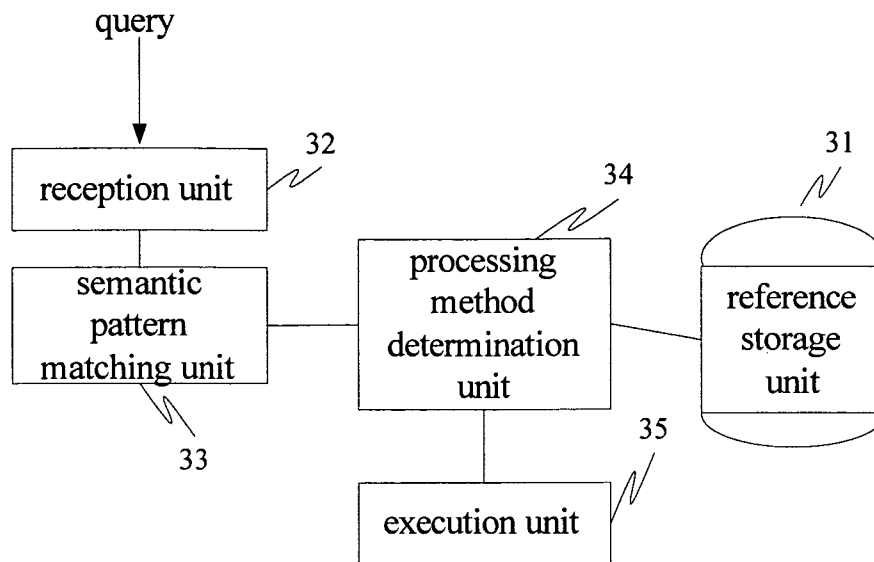 query
32
reception unit
31
34
semantic
pattern
matching unit
processing
method
determination
unit
reference
storage
unit
33
35
execution unit